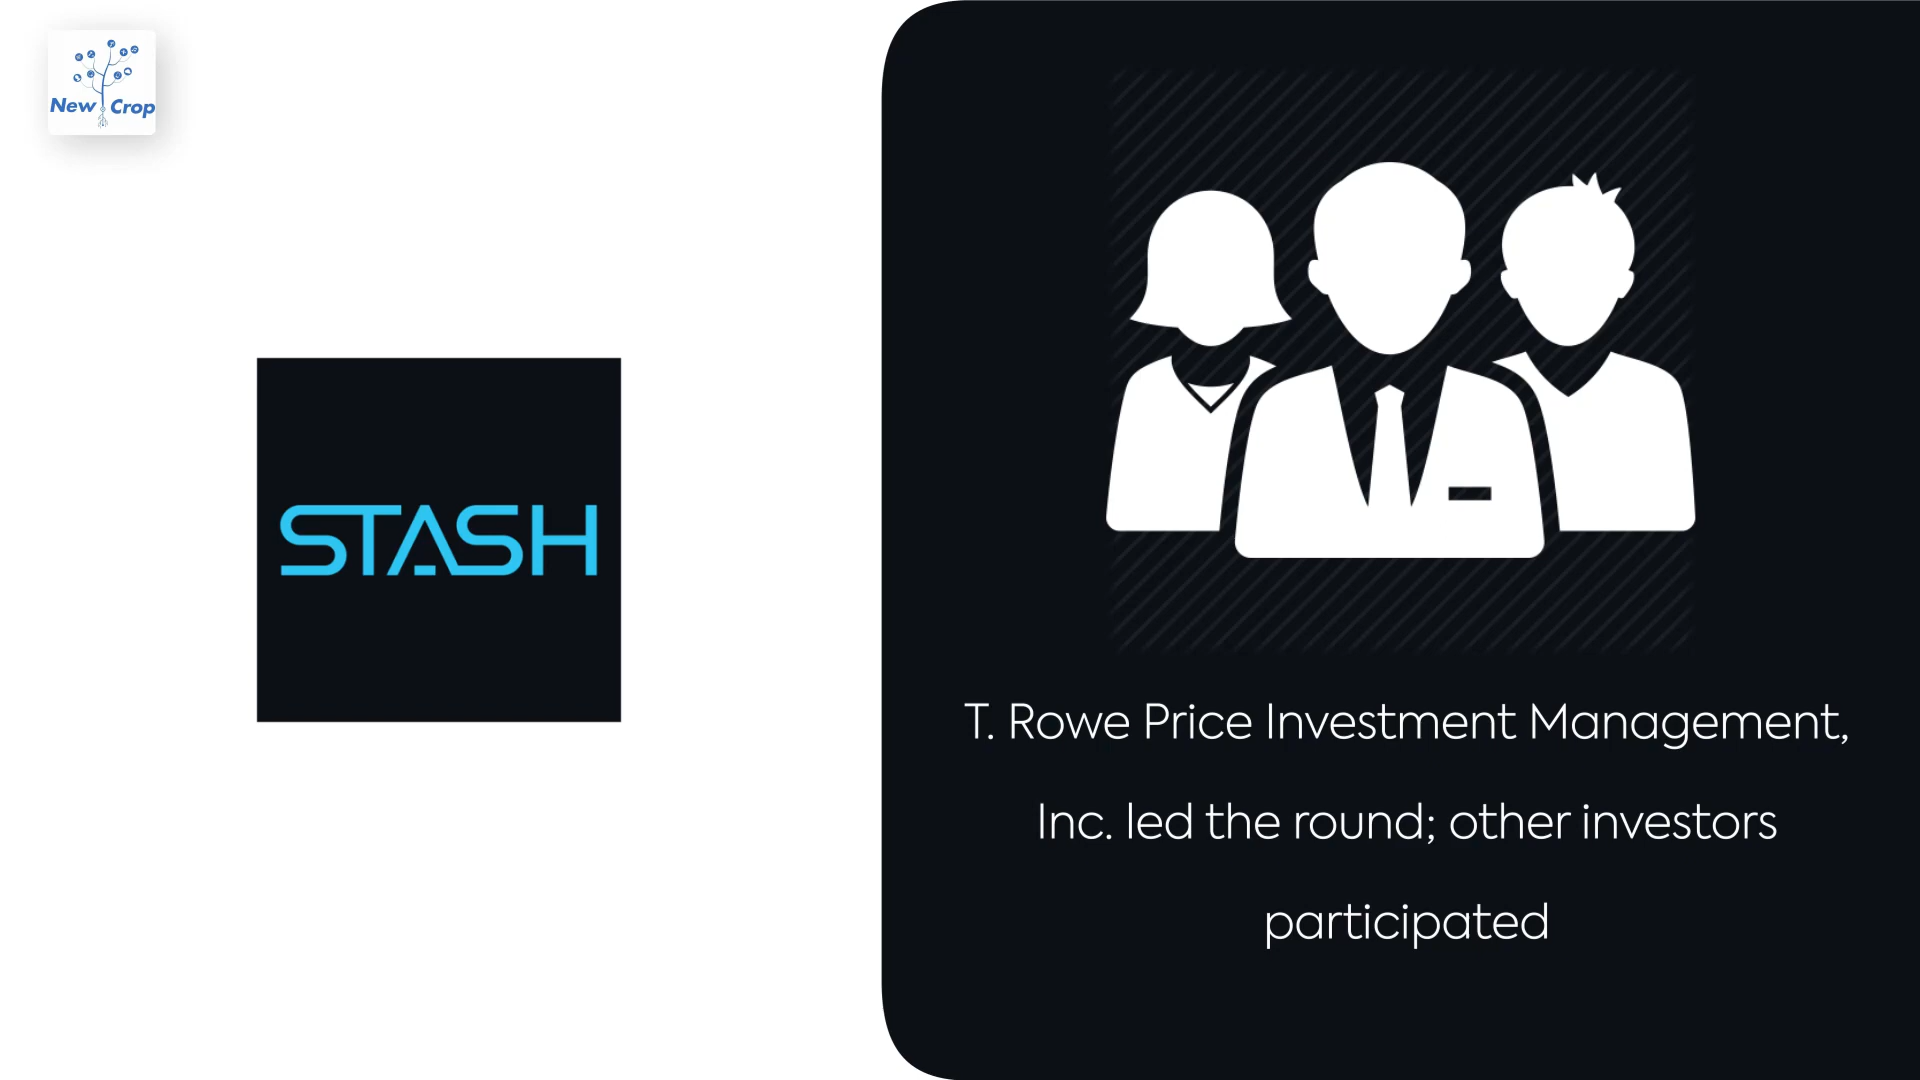 New Crop
STASH
T. Rowe Price Investment Management,
Inc. led the round; other investors
participated